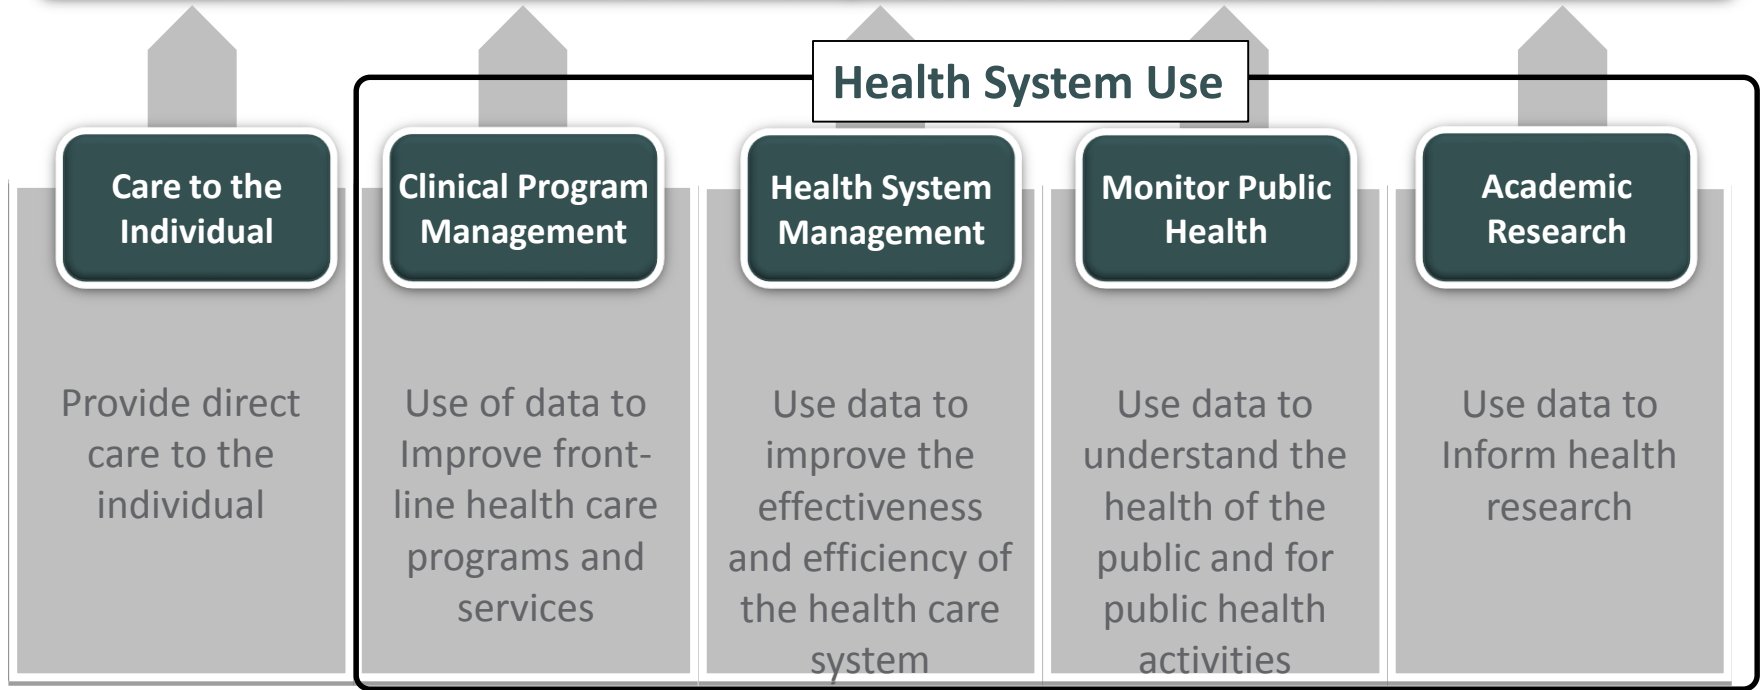 Health System Use
Care to the
Individual
Clinical Program
Management
Health System
Management
Monitor Public
Health
Academic
Research
Provide direct
care to the
individual
Use of data to
Improve front-
line health care
programs and
services
Use data to
improve the
effectiveness
and efficiency of
the health care
system
Use data to
understand the
health of the
public and for
public health
activities
Use data to
Inform health
research